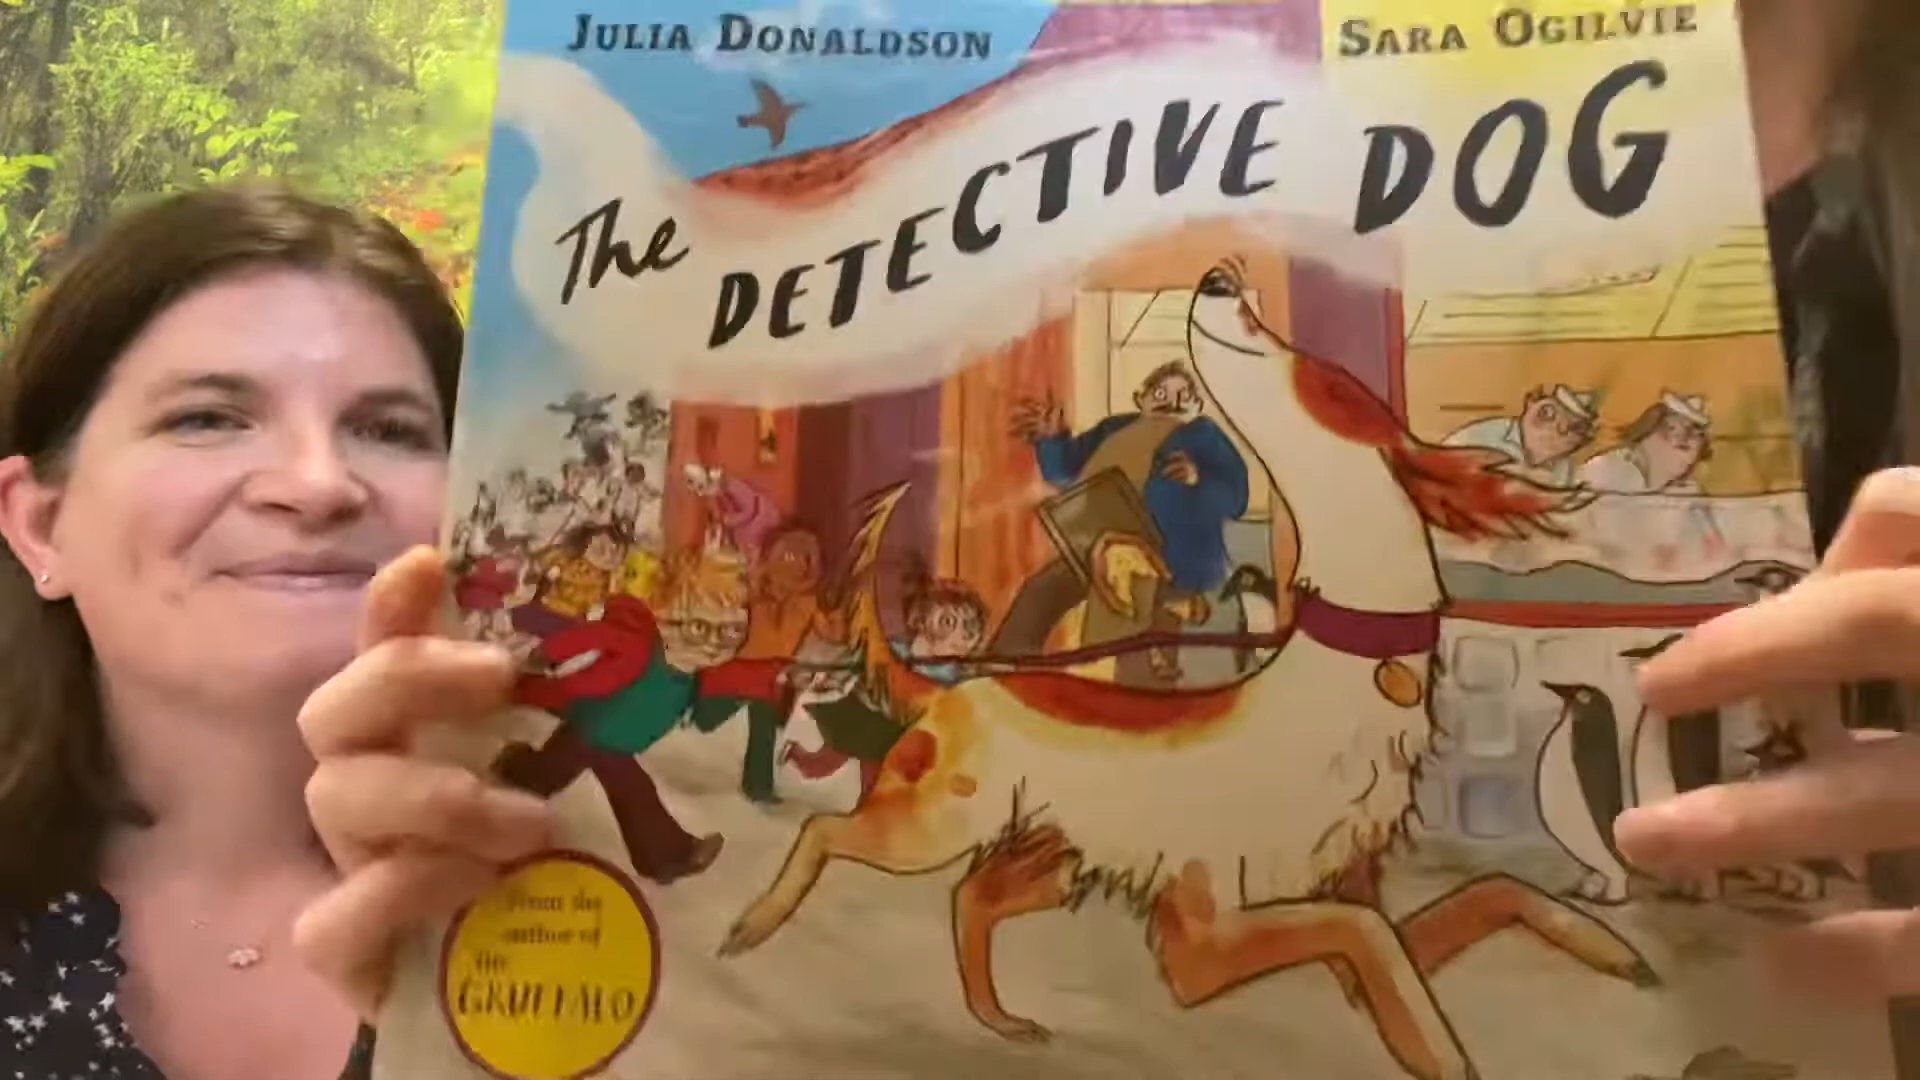 JULIA DONALDSON
SARA OGILVIE
The DETECTIVE DOG
From the
author of
The
GRUFFALO